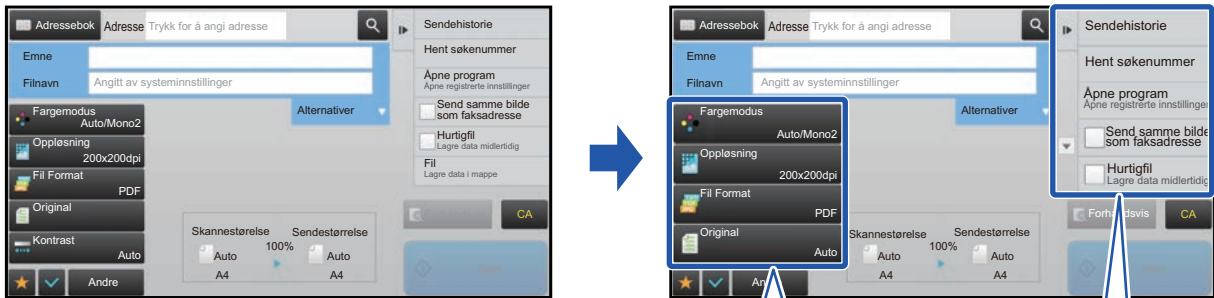 Adressebok Adresse Trykk for å angi adresse
Emne
Filnavn Angitt av systeminnstillinger
Alternativer
Fargemodus
Auto/Mono2
Oppløsning
200x200dpi
Fil Format
PDF
Original
Kontrast
Auto
Andre
Skannestørelse Sendestørrelse
100%
Auto Auto
A4 A4
Sendehistorie
Hent søkenummer
Åpne program
Åpne registrerte innstillinger
Send samme bilde
som faksadresse
Hurtigfil
Lagre data midlertidig
Fil
Lagre data i mappe
CA
Adressebok Adresse Trykk for å angi adresse
Emne
Filnavn Angitt av systeminnstillinger
Alternativer
Fargemodus
Auto/Mono2
Oppløsning
200x200dpi
Fil Format
PDF
Original
Auto
Skannestørelse Sendestørrelse
100%
Auto Auto
A4 A4
Sendehistorie
Hent søkenummer
Åpne program
Åpne registrerte innstillinger
Send samme bilde
som faksadresse
Hurtigfil
Lagre data midlertidig
Forhåndsvis CA